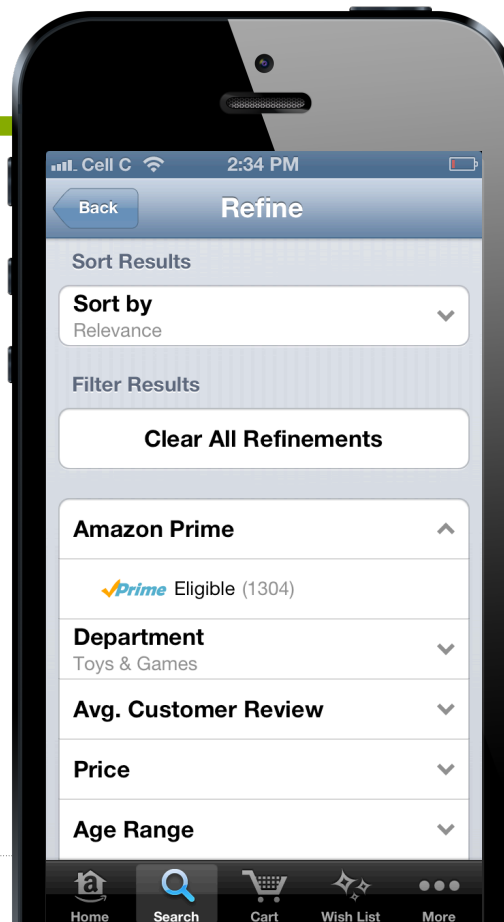 Cell C 2:34 PM
Back Refine
Sort Results
Sort by
Relevance
Filter Results
Clear All Refinements
Amazon Prime
Prime Eligible (1304)
Department
Toys & Games
Avg. Customer Review
Price
Age Range
Home Search Cart Wish List More